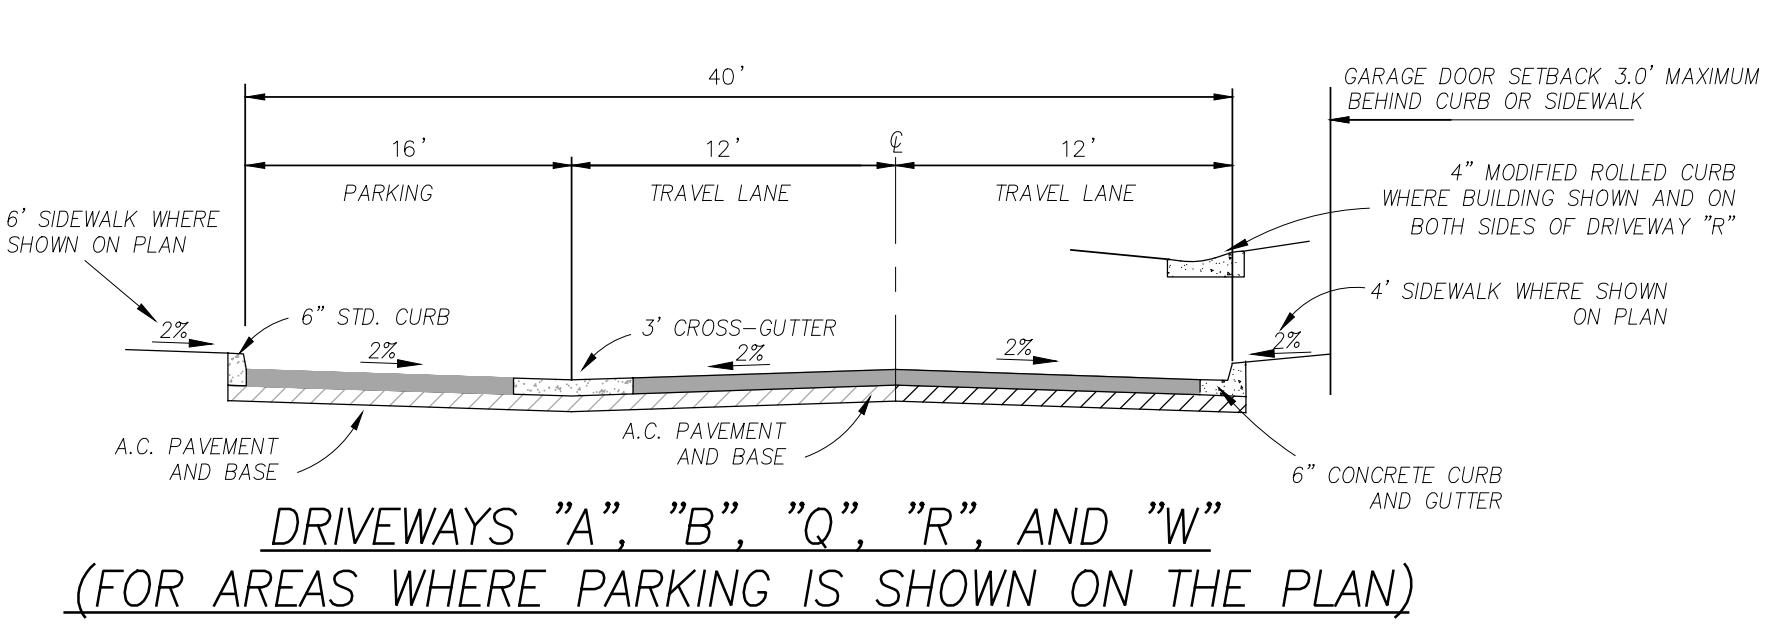 40'
GARAGE DOOR SETBACK 3.0' MAXIMUM
BEHIND CURB OR SIDEWALK
16'
12'
℄
12'
PARKING
TRAVEL LANE
TRAVEL LANE
4" MODIFIED ROLLED CURB
WHERE BUILDING SHOWN AND ON
BOTH SIDES OF DRIVEWAY "R"
6' SIDEWALK WHERE
SHOWN ON PLAN
4' SIDEWALK WHERE SHOWN
ON PLAN
2%
6" STD. CURB
3' CROSS-GUTTER
2%
2%
2%
2%
A.C. PAVEMENT
AND BASE
A.C. PAVEMENT
AND BASE
6" CONCRETE CURB
AND GUTTER
DRIVEWAYS "A", "B", "Q", "R", AND "W"
(FOR AREAS WHERE PARKING IS SHOWN ON THE PLAN)